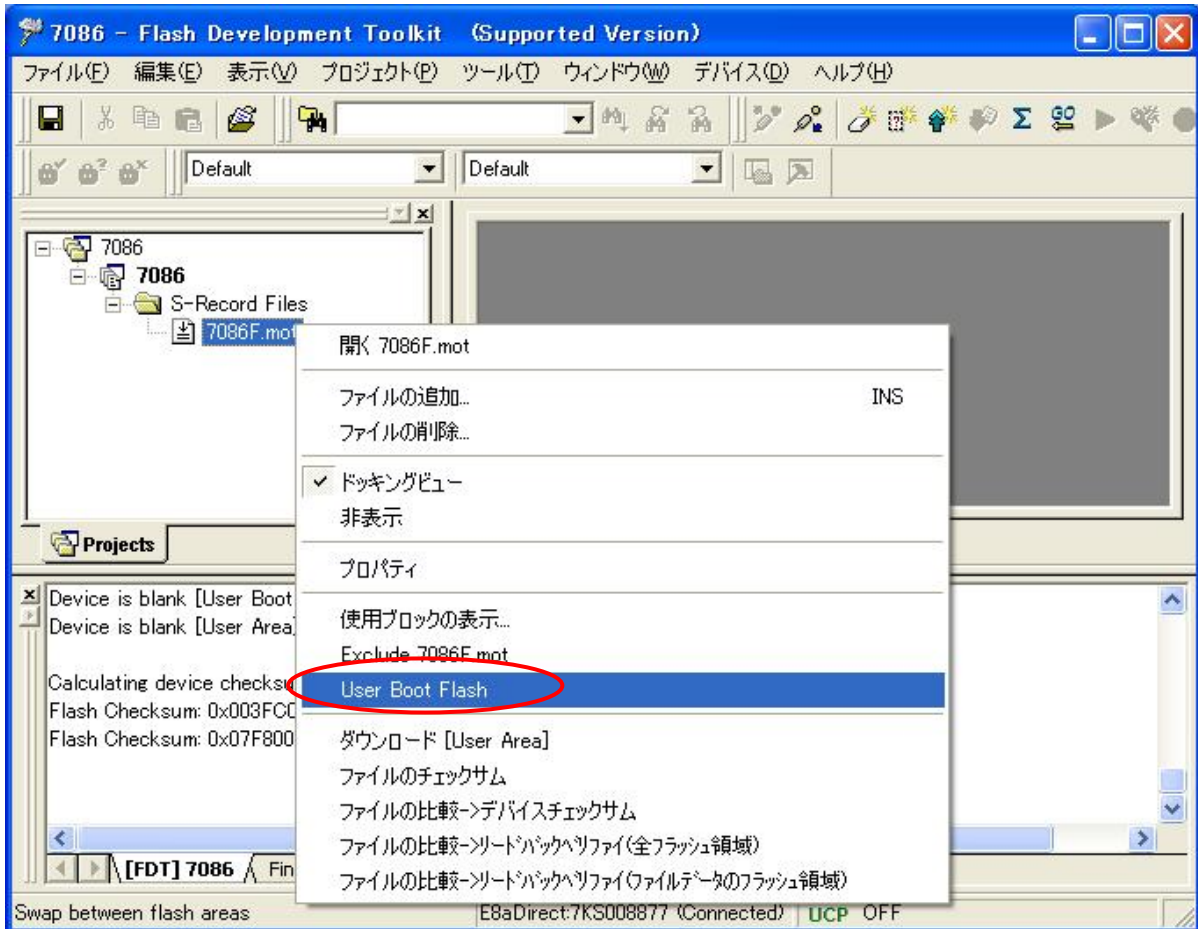 7086 - Flash Development Toolkit (Supported Version)
ファイル(F) 編集(E) 表示(V) プロジェクト(P) ツール(T) ウィンドウ(W) デバイス(D) ヘルプ(H)
Default Default
7086
7086
S-Record Files
7086F.mot
開く 7086F.mot
ファイルの追加... INS
ファイルの削除...
ドッキングビュー
非表示
プロパティ
使用ブロックの表示...
Exclude 7086F.mot
User Boot Flash
ダウンロード [User Area]
ファイルのチェックサム
ファイルの比較->デバイスチェックサム
ファイルの比較->リードバックベリファイ(全フラッシュ領域)
ファイルの比較->リードバックベリファイ(ファイルデータのフラッシュ領域)
Projects
Device is blank [User Boot
Device is blank [User Area]
Calculating device checksu
Flash Checksum: 0x003FC0
Flash Checksum: 0x07F800
[FDT] 7086 Fin
Swap between flash areas E8aDirect:7KS008877 (Connected) UCP OFF